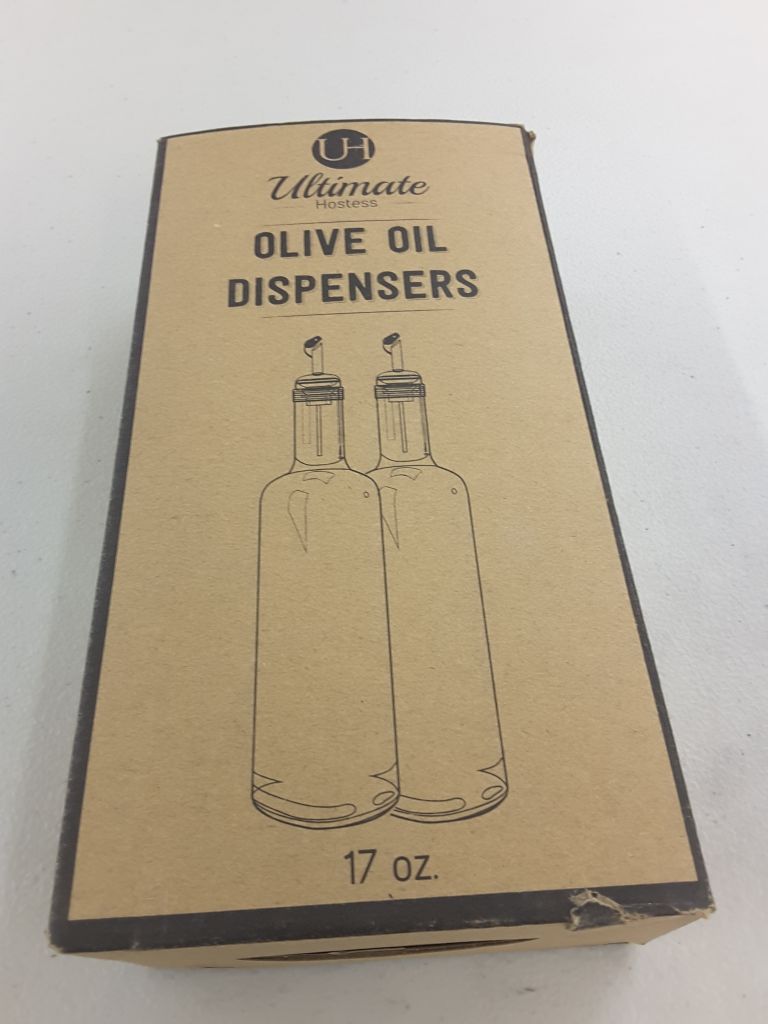 UH
Ultimate
Hostess
OLIVE OIL
DISPENSERS
17 oz.